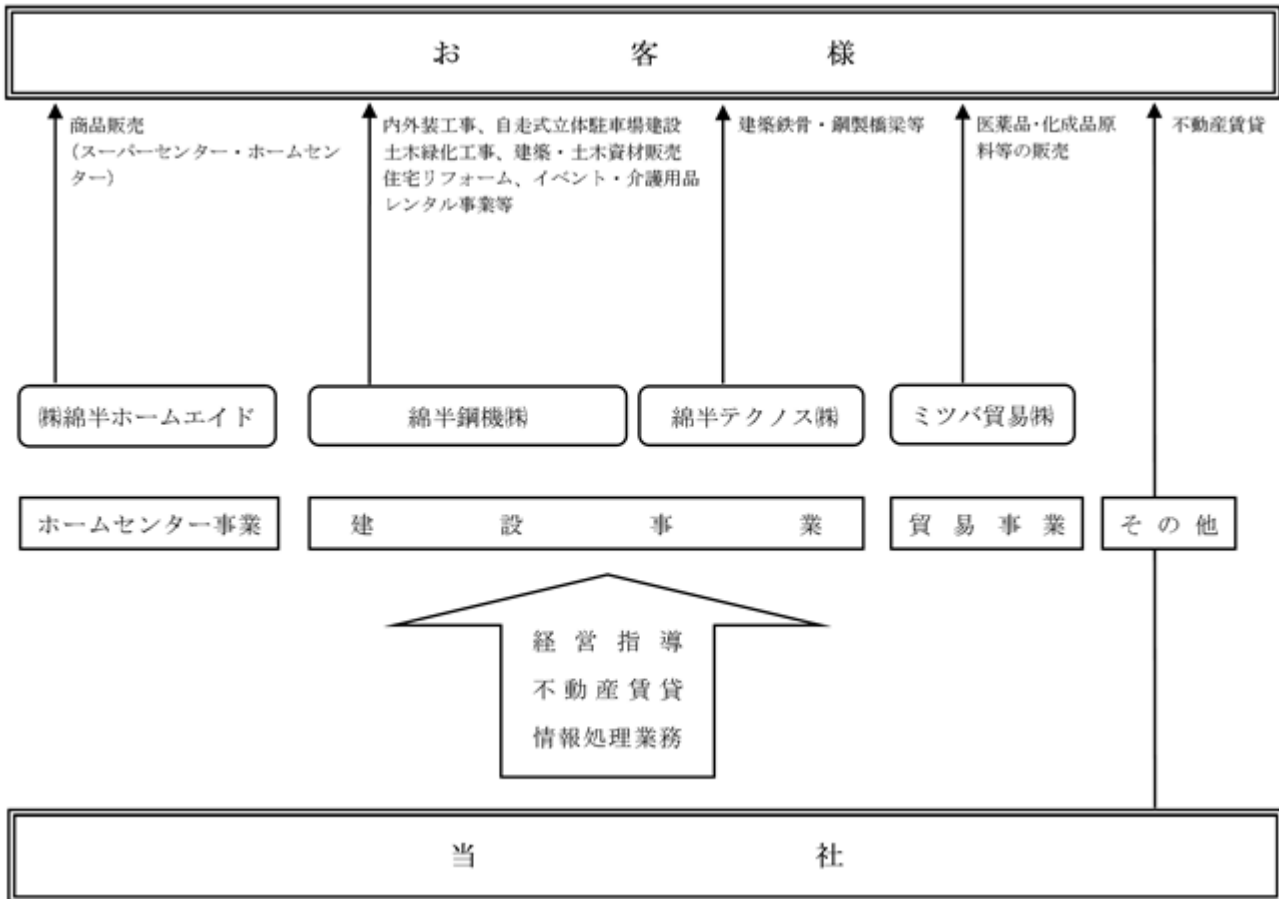 お客様
商品販売
(スーパーセンター・ホームセン
ター)
内外装工事、自走式立体駐車場建設
土木緑化工事、建築・土木資材販売
住宅リフォーム、イベント・介護用品
レンタル事業等
建築鉄骨・鋼製橋梁等
医薬品・化成品原
料等の販売
不動産賃貸
㈱綿半ホームエイド
綿半鋼機㈱
綿半テクノス㈱
ミツバ貿易㈱
ホームセンター事業
建設事業
貿易事業
その他
経営指導
不動産賃貸
情報処理業務
当社